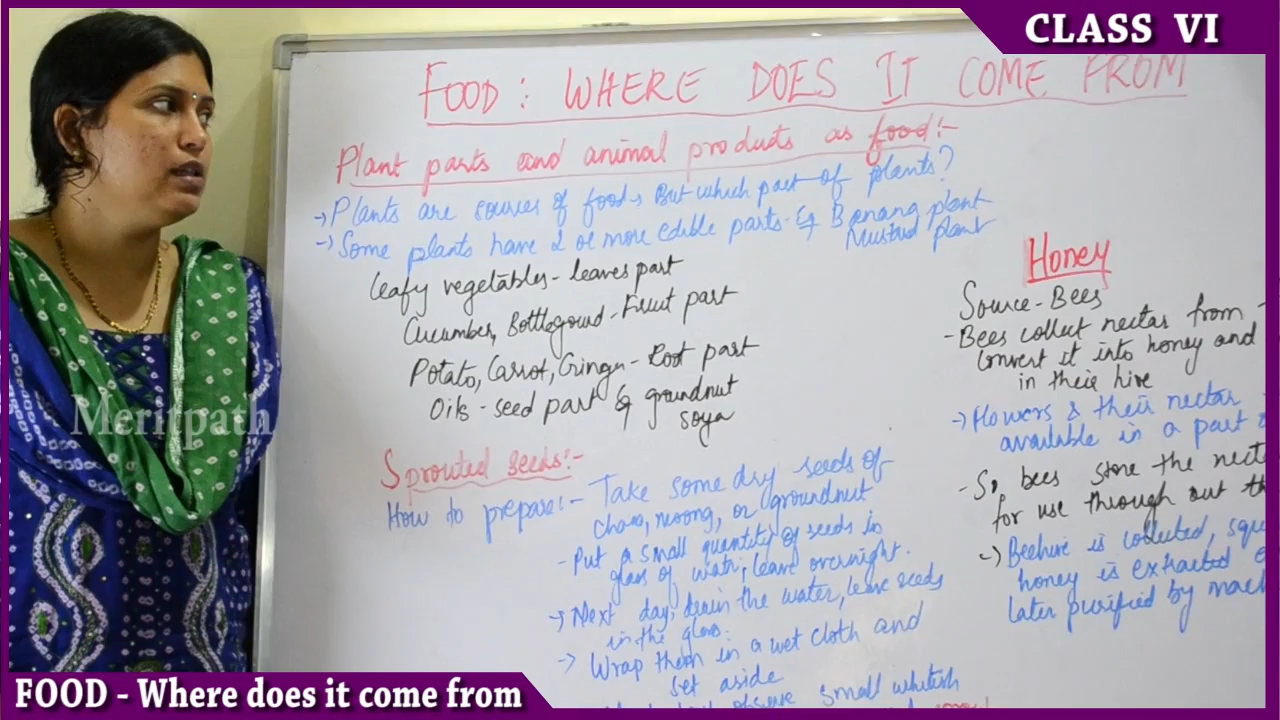 CLASS VI
FOOD : WHERE DOES IT COME FROM
Plant parts and animal products as food:-
→ Plants are sources of food → But which part of plants?
→ Some plants have 2 or more edible parts - Eg Banana plant
Mustard plant
Leafy vegetables - leaves part
Cucumber, Bottlegourd - Fruit part
Potato, Carrot, Ginger - Root part
Oils - seed part Eg groundnut
soya
Sprouted seeds:-
How to prepare:- Take some dry seeds of
chana, moong, or groundnut
- Put a small quantity of seeds in
glass of water, leave overnight.
→ Next day, drain the water, leave seeds
in the glass.
→ Wrap them in a wet cloth and
set aside
observe small whitish
Honey
Source - Bees
- Bees collect nectar from -
convert it into honey and
in their hive
→ Flowers & their nectar
available in a part
- So bees store the necta
for use through out th
→ Beehive is collected, sque
honey is extracted
later purified by mach
Meritpath
FOOD - Where does it come from